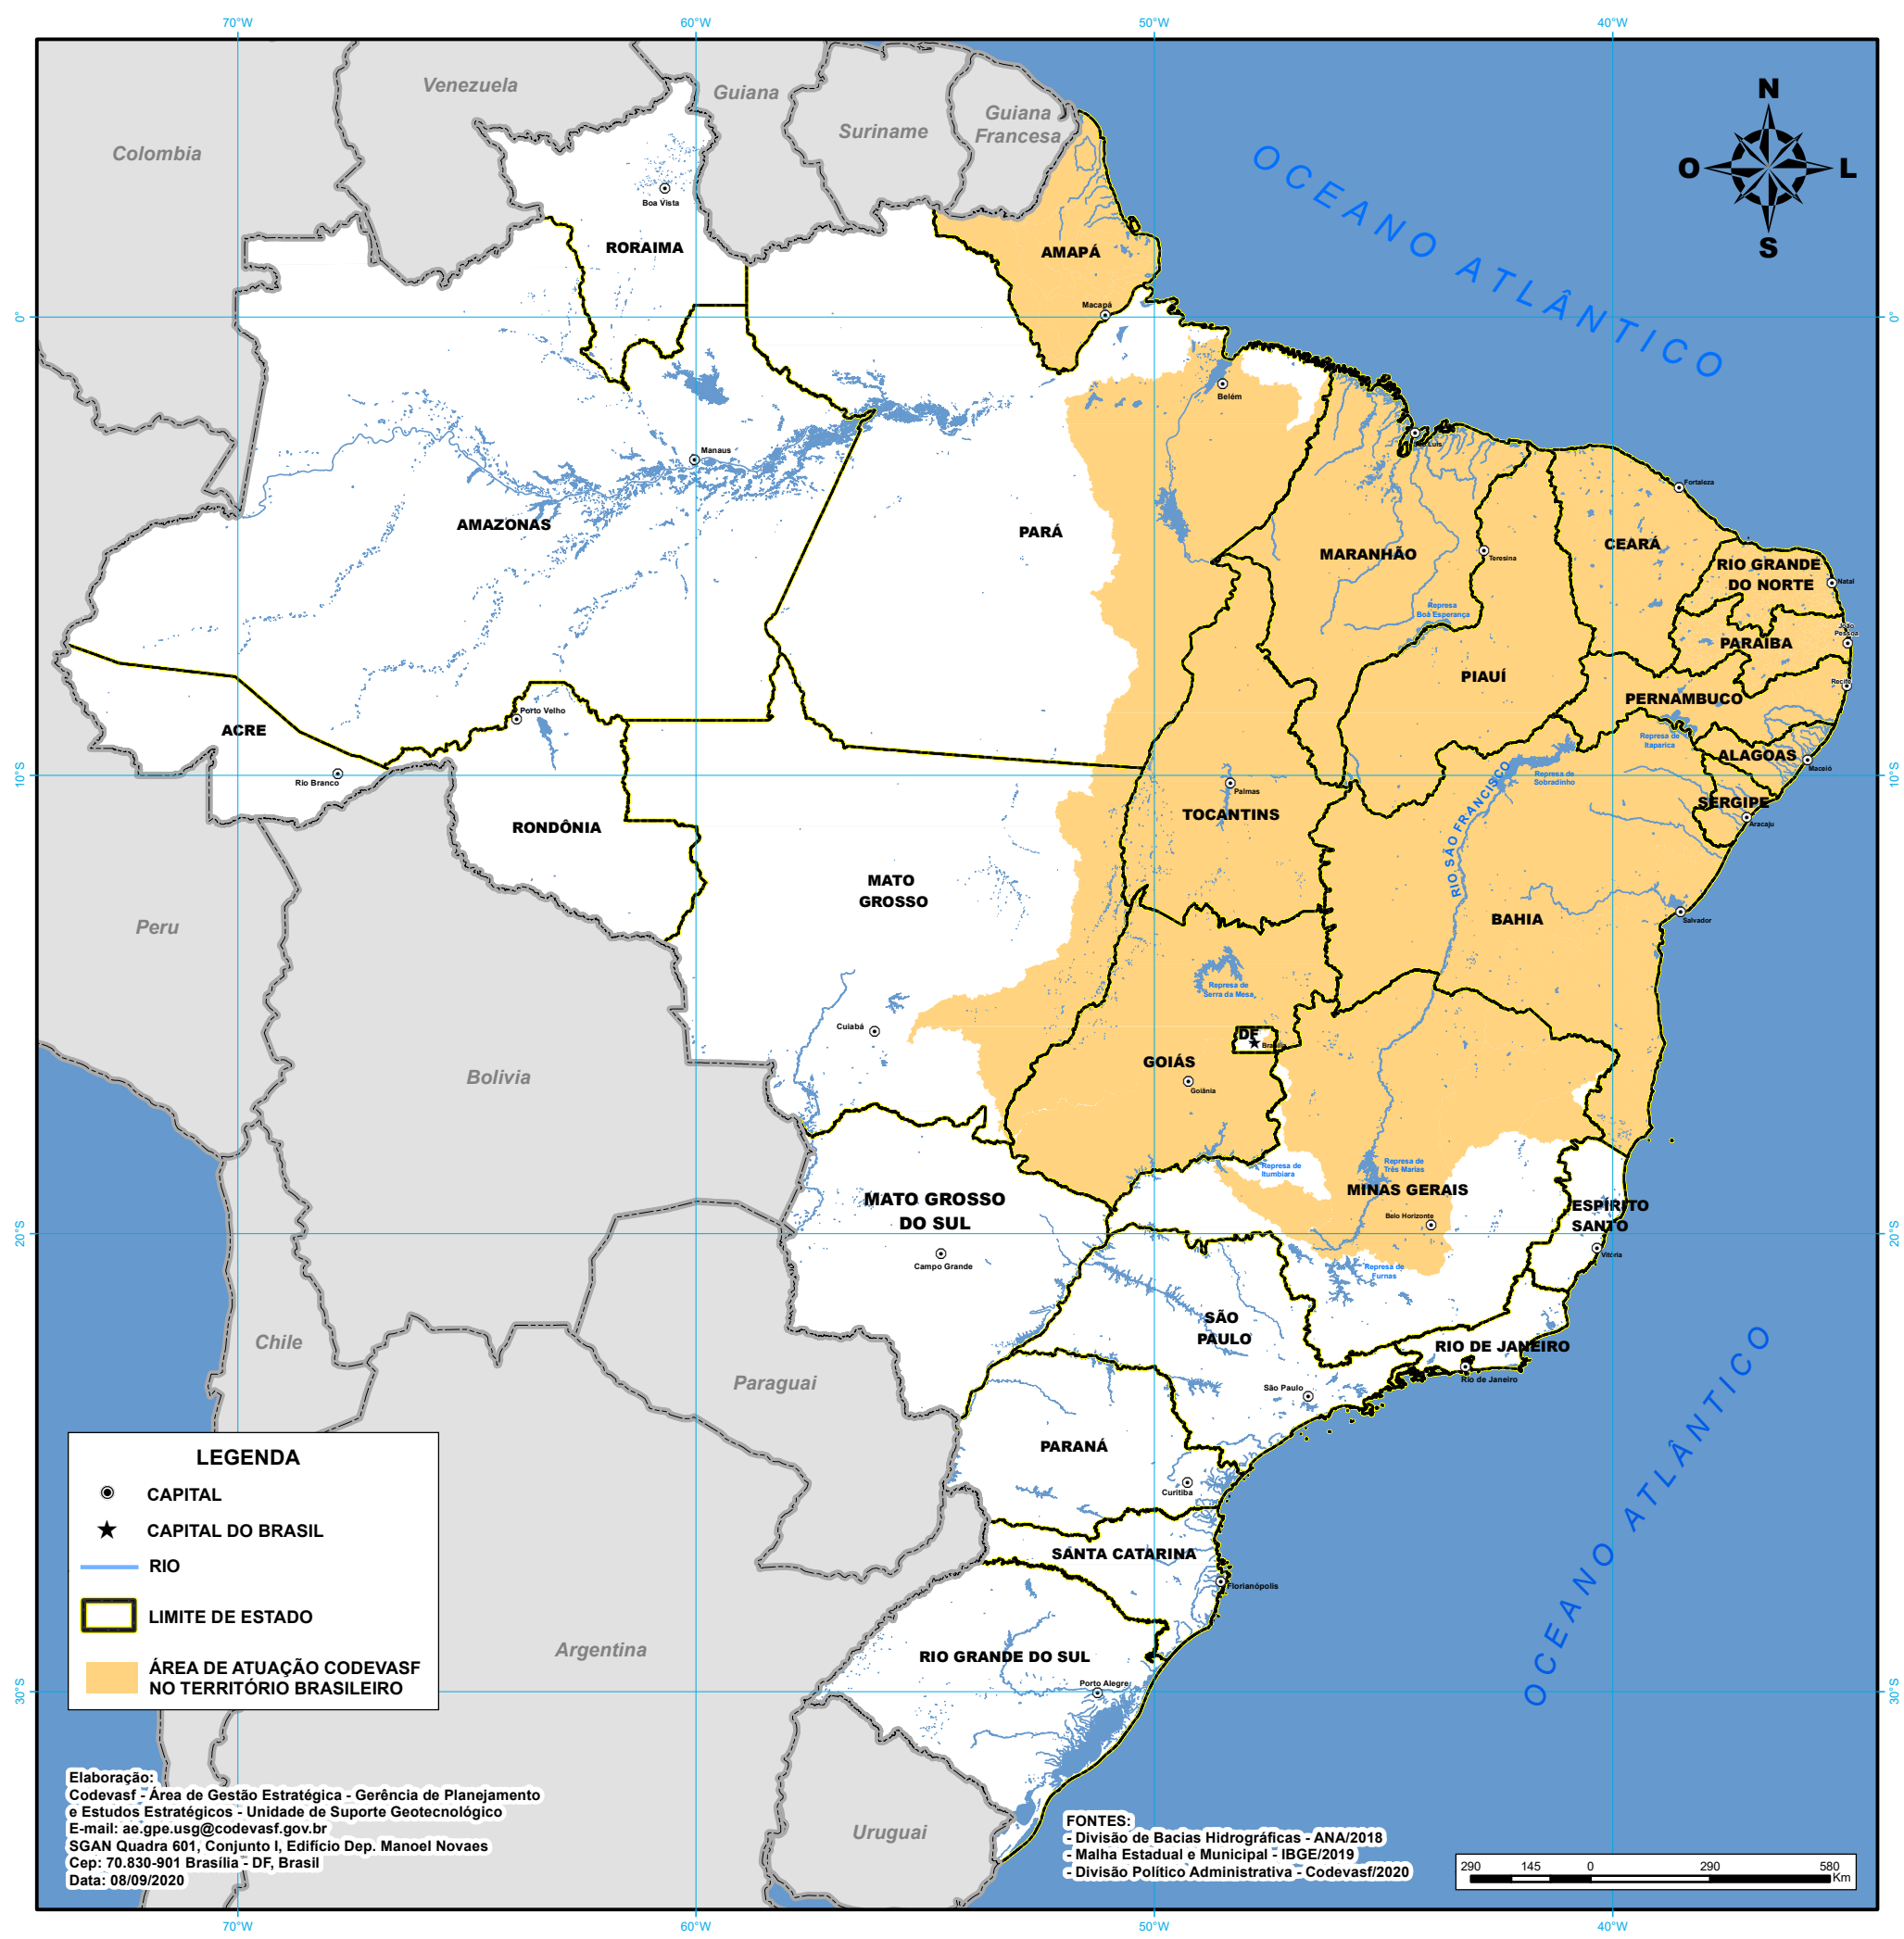 70°W
60°W
50°W
40°W
Venezuela
Guiana
Suriname
Guiana
Francesa
Colombia
N
O
L
S
OCEANO ATLÂNTICO
Boa Vista
RORAIMA
AMAPÁ
Macapá
0°
0°
Belém
Manaus
AMAZONAS
PARÁ
MARANHÃO
Teresina
CEARÁ
Fortaleza
RIO GRANDE
DO NORTE
Natal
Represa
Boa Esperança
João
Pessoa
PARAÍBA
PIAUÍ
PERNAMBUCO
Recife
Porto Velho
ACRE
Rio Branco
Represa de
Itaparica
ALAGOAS
Maceió
10°S
10°S
Represa de
Sobradinho
RIO SÃO FRANCISCO
Palmas
TOCANTINS
SERGIPE
Aracaju
RONDÔNIA
MATO
GROSSO
BAHIA
Salvador
Peru
Represa de
Serra da Mesa
Cuiabá
DF
Brasília
GOIÁS
Goiânia
Bolivia
Represa de
Itumbiara
Represa de
Três Marias
MINAS GERAIS
Belo Horizonte
MATO GROSSO
DO SUL
ESPÍRITO
SANTO
Vitória
20°S
20°S
Campo Grande
Represa de
Furnas
SÃO
PAULO
Chile
Paraguai
RIO DE JANEIRO
Rio de Janeiro
São Paulo
OCEANO ATLÂNTICO
PARANÁ
Curitiba
SANTA CATARINA
Florianópolis
Argentina
RIO GRANDE DO SUL
Porto Alegre
30°S
30°S
Uruguai
LEGENDA
CAPITAL
CAPITAL DO BRASIL
RIO
LIMITE DE ESTADO
ÁREA DE ATUAÇÃO CODEVASF
NO TERRITÓRIO BRASILEIRO
Elaboração:
Codevasf - Área de Gestão Estratégica - Gerência de Planejamento
e Estudos Estratégicos - Unidade de Suporte Geotecnológico
E-mail: ae.gpe.usg@codevasf.gov.br
SGAN Quadra 601, Conjunto I, Edifício Dep. Manoel Novaes
Cep: 70.830-901 Brasília - DF, Brasil
Data: 08/09/2020
FONTES:
- Divisão de Bacias Hidrográficas - ANA/2018
- Malha Estadual e Municipal - IBGE/2019
- Divisão Político Administrativa - Codevasf/2020
290 145 0 290 580
Km
70°W
60°W
50°W
40°W